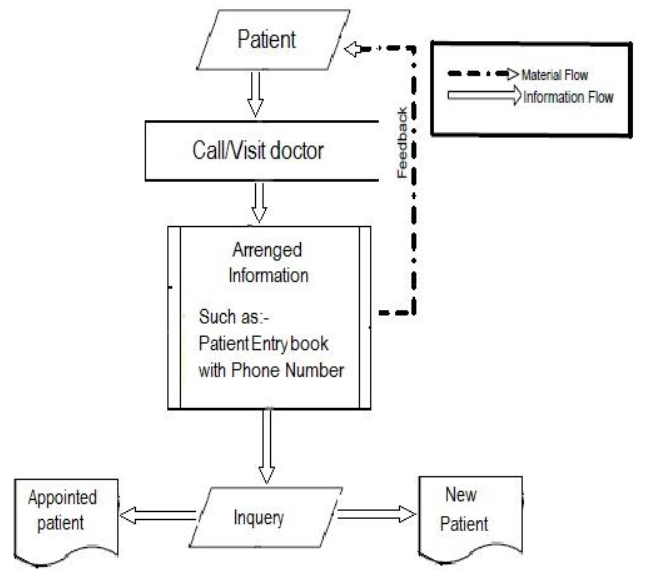 Patient
Material Flow
Information Flow
Call/Visit doctor
Feedback
Arrenged
Information
Such as:-
Patient Entry book
with Phone Number
Appointed
patient
Inquery
New
Patient